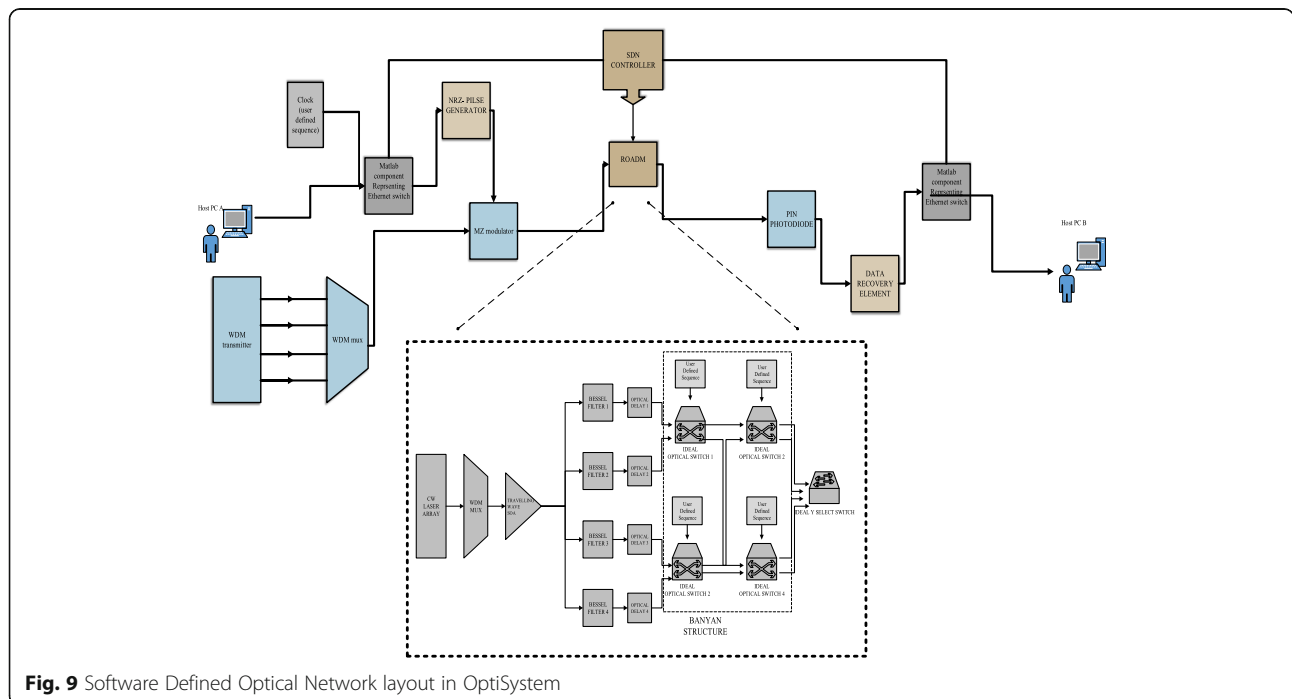 SDN
CONTROLLER
Clock
(user
defined
sequence)
NRZ- PILSE
GENERATOR
Matlab
component
Reprsenting
Ethernet switch
ROADM
Matlab
component
Reprsenting
Ethernet switch
Host PC A
MZ modulator
PIN
PHOTODIODE
Host PC B
DATA
RECOVERY
ELEMENT
WDM
transmitter
WDM mux
User
Defined
Sequence
User
Defined
Sequence
BESSEL
FILTER 1
OPTICAL
DELAY 1
IDEAL
OPTICAL SWITCH 1
IDEAL
OPTICAL SWITCH 2
BESSEL
FILTER 2
OPTICAL
DELAY 2
CW
LASER
ARRAY
WDM
MUX
TRAVELLING
WAVE
SOA
User
Defined
Sequence
User
Defined
Sequence
IDEAL Y SELECT SWITCH
BESSEL
FILTER 3
OPTICAL
DELAY 3
IDEAL
OPTICAL SWITCH 2
IDEAL
OPTICAL SWITCH 4
BESSEL
FILTER 4
OPTICAL
DELAY 4
BANYAN
STRUCTURE
Fig. 9 Software Defined Optical Network layout in OptiSystem